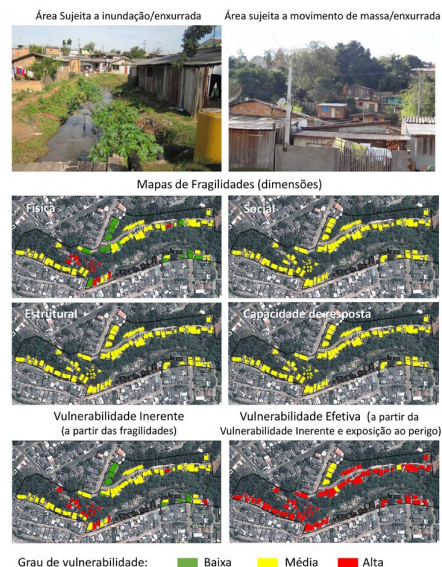 Área Sujeita a inundação/enxurrada
Área sujeita a movimento de massa/enxurrada
Mapas de Fragilidades (dimensões)
Física
Social
Estrutural
Capacidade de resposta
Vulnerabilidade Inerente
(a partir das fragilidades)
Vulnerabilidade Efetiva (a partir da
Vulnerabilidade Inerente e exposição ao perigo)
Grau de vulnerabilidade:
Baixa
Média
Alta